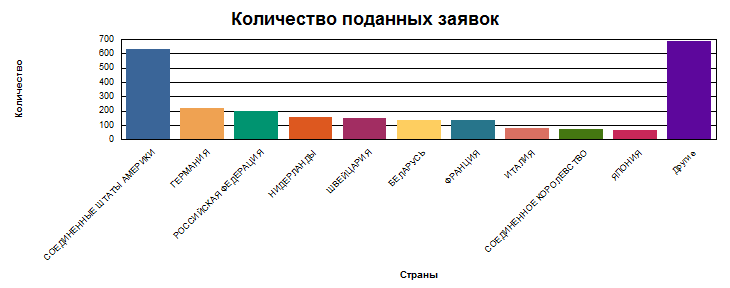 Количество поданных заявок
Количество
700
600
500
400
300
200
100
0
СОЕДИНЕННЫЕ ШТАТЫ АМЕРИКИ
ГЕРМАНИЯ
РОССИЙСКАЯ ФЕДЕРАЦИЯ
НИДЕРЛАНДЫ
ШВЕЙЦАРИЯ
БЕЛАРУСЬ
ФРАНЦИЯ
ИТАЛИЯ
СОЕДИНЕННОЕ КОРОЛЕВСТВО
ЯПОНИЯ
Другие
Страны